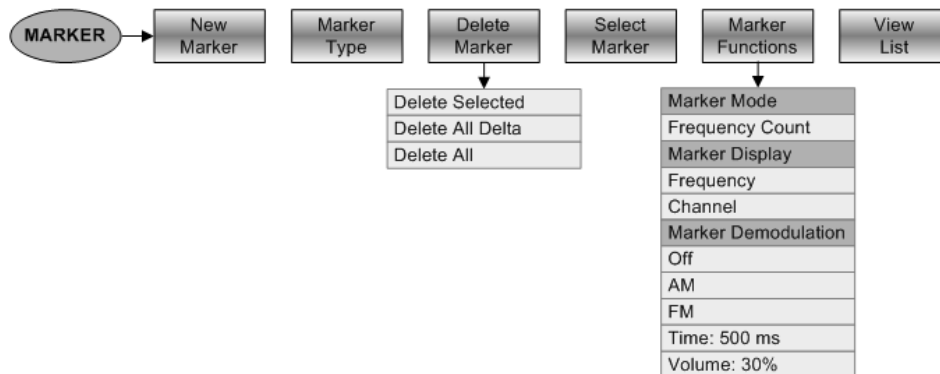 MARKER
New
Marker
Marker
Type
Delete
Marker
Select
Marker
Marker
Functions
View
List
Delete Selected
Delete All Delta
Delete All
Marker Mode
Frequency Count
Marker Display
Frequency
Channel
Marker Demodulation
Off
AM
FM
Time: 500 ms
Volume: 30%